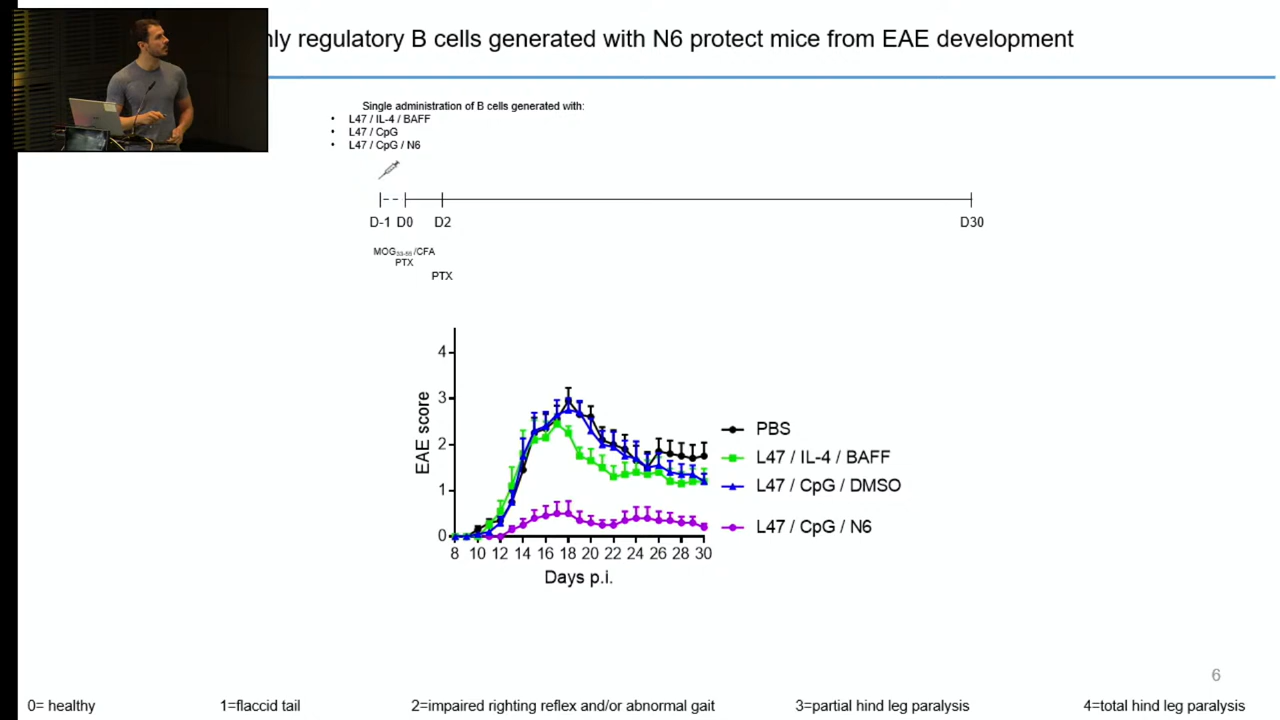 nly regulatory B cells generated with N6 protect mice from EAE development
Single administration of B cells generated with:
• L47 / IL-4 / BAFF
• L47 / CpG
• L47 / CpG / N6
D-1 D0 D2 D30
MOG33-55/CFA
PTX
PTX
4
3
2
1
0
EAE score
8 10 12 14 16 18 20 22 24 26 28 30
Days p.i.
PBS
L47 / IL-4 / BAFF
L47 / CpG / DMSO
L47 / CpG / N6
6
0= healthy 1=flaccid tail 2=impaired righting reflex and/or abnormal gait 3=partial hind leg paralysis 4=total hind leg paralysis